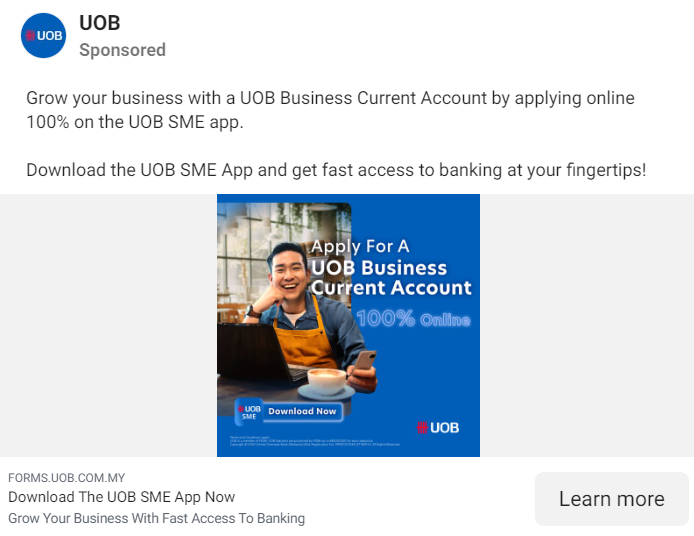 UOB
UOB
Sponsored
Grow your business with a UOB Business Current Account by applying online
100% on the UOB SME app.
Download the UOB SME App and get fast access to banking at your fingertips!
Apply For A
UOB Business
Current Account
100% Online
UOB
SME
Download Now
UOB
FORMS.UOB.COM.MY
Download The UOB SME App Now
Grow Your Business With Fast Access To Banking
Learn more